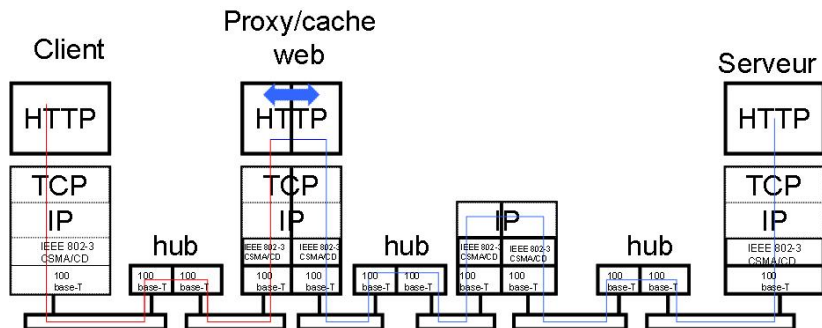 Client
Proxy/cache
web
Serveur
HTTP
HTTP
HTTP
TCP
TCP
TCP
IP
IP
IP
IP
IEEE 802-3
CSMA/CD
IEEE 802-3
CSMA/CD
IEEE 802-3
CSMA/CD
IEEE 802-3
CSMA/CD
IEEE 802-3
CSMA/CD
IEEE 802-3
CSMA/CD
hub
hub
hub
100
base-T
100
base-T
100
base-T
100
base-T
100
base-T
100
base-T
100
base-T
100
base-T
100
base-T
100
base-T
100
base-T
100
base-T